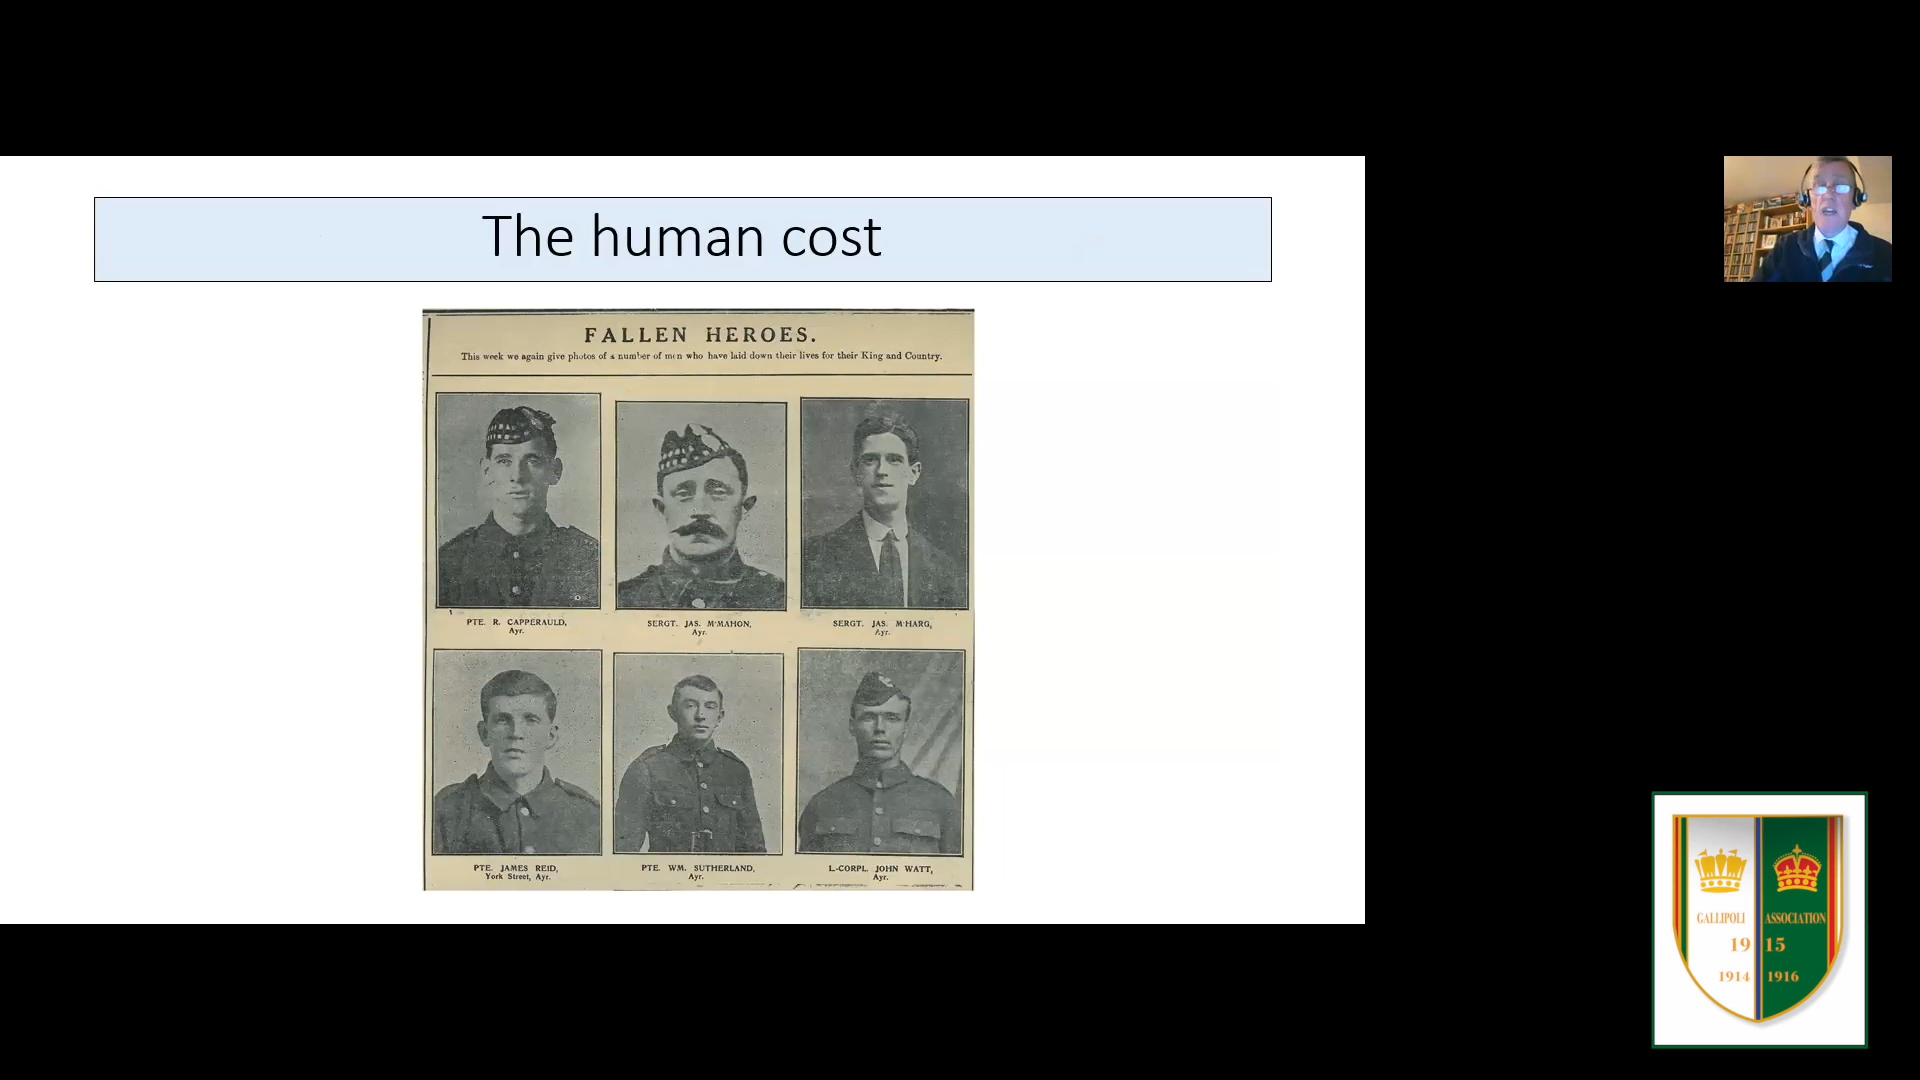 The human cost
FALLEN HEROES.
This week we again give photos of a number of men who have laid down their lives for their King and Country.
PTE. R. CAPPERAULD,
Ayr.
SERGT. JAS. M'MAHON,
Ayr.
SERGT. JAS. M'HARG,
Ayr.
PTE. JAMES REID,
York Street, Ayr.
PTE. WM. SUTHERLAND,
Ayr.
L.-CORPL. JOHN WATT,
Ayr.
GALLIPOLI ASSOCIATION
19 15
1914 1916